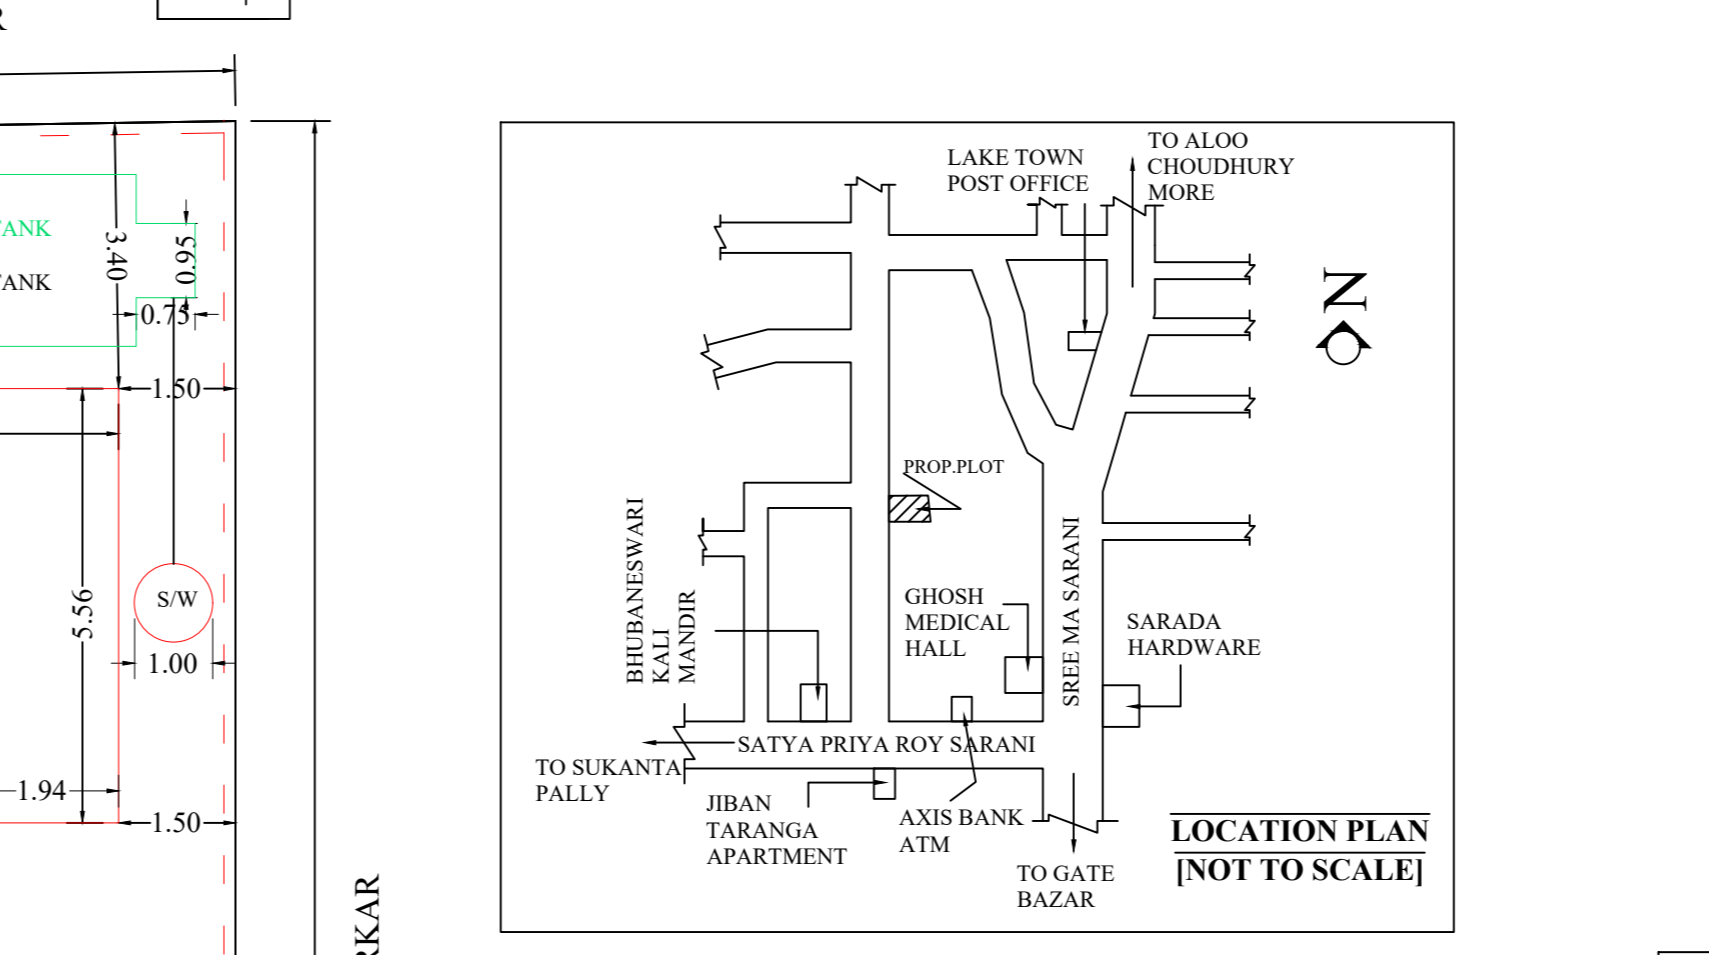 R
ANK
ANK
3.40
0.95
0.75
1.50
5.56
S/W
1.00
1.94
1.50
RKAR
LAKE TOWN
POST OFFICE
TO ALOO
CHOUDHURY
MORE
N
PROP.PLOT
BHUBANESWARI
KALI
MANDIR
GHOSH
MEDICAL
HALL
SREE MA SARANI
SARADA
HARDWARE
SATYA PRIYA ROY SARANI
TO SUKANTA
PALLY
JIBAN
TARANGA
APARTMENT
AXIS BANK
ATM
TO GATE
BAZAR
LOCATION PLAN
[NOT TO SCALE]